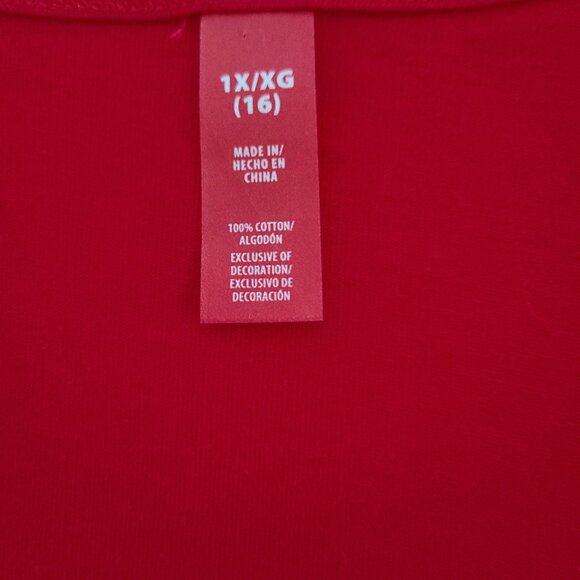 1X/XG
(16)
MADE IN/
HECHO EN
CHINA
100% COTTON/
ALGODÓN
EXCLUSIVE OF
DECORATION/
EXCLUSIVO DE
DECORACIÓN